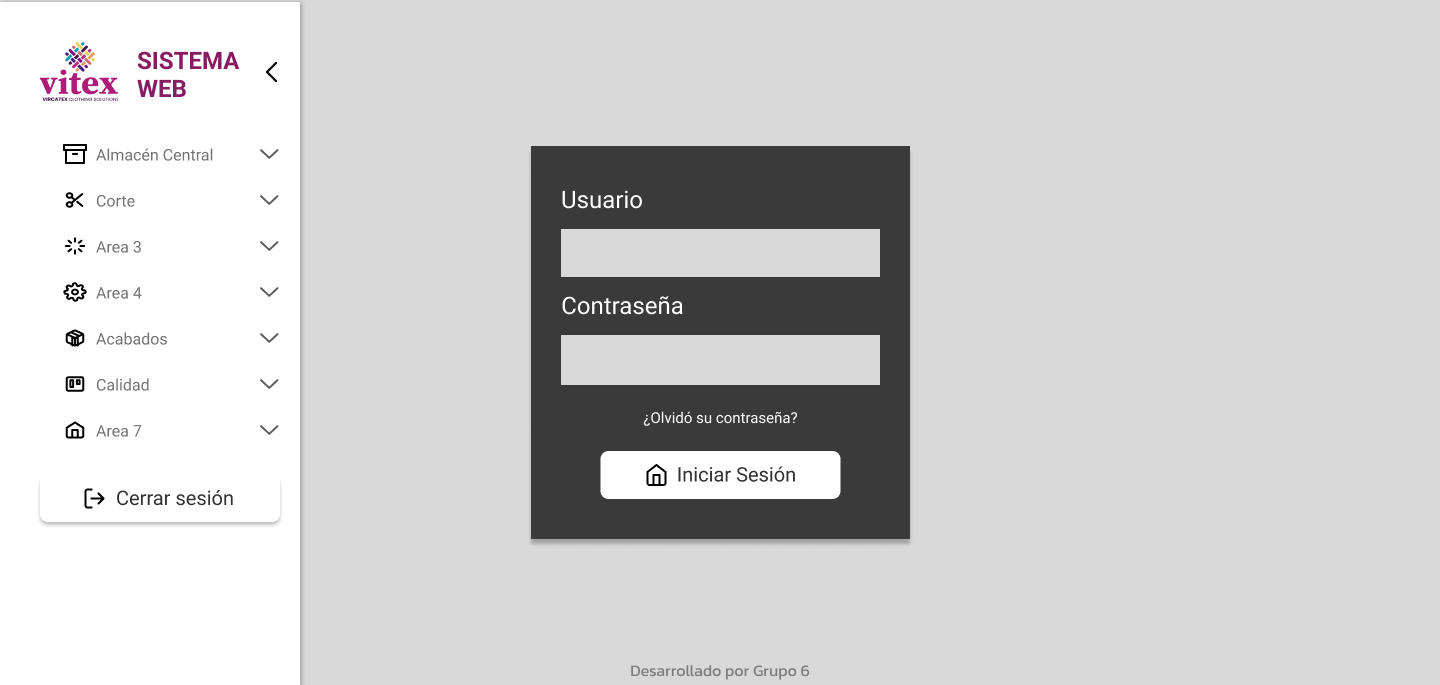 vitex
VIRCATEX CLOTHING SOLUTIONS
SISTEMA
WEB
Almacén Central
Corte
Area 3
Area 4
Acabados
Calidad
Area 7
Cerrar sesión
Usuario
Contraseña
¿Olvidó su contraseña?
Iniciar Sesión
Desarrollado por Grupo 6